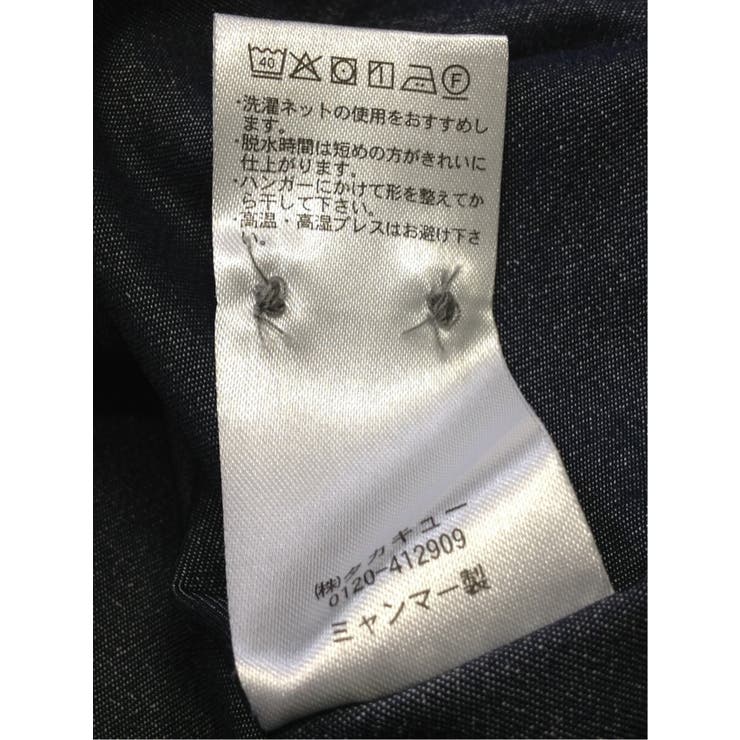 40 F
・洗濯ネットの使用をおすすめし
ます。
・脱水時間は短めの方がきれいに
仕上がります。
・ハンガーにかけて形を整えてか
ら干して下さい。
・高温・高湿プレスはお避け下さ
い。
(株)タカキュー
0120-412909
ミャンマー製